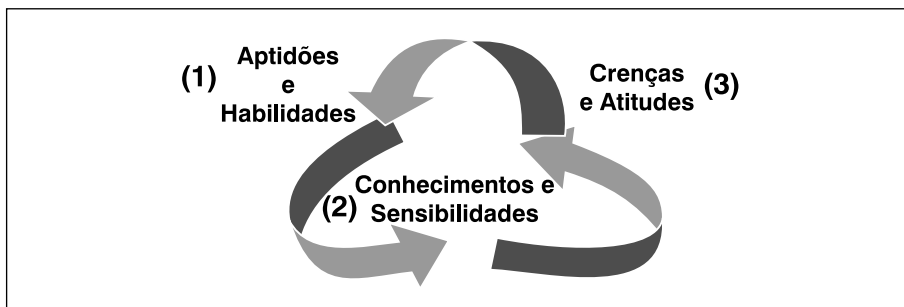 (1) Aptidões
e
Habilidades
Crenças
e Atitudes (3)
(2) Conhecimentos e
Sensibilidades